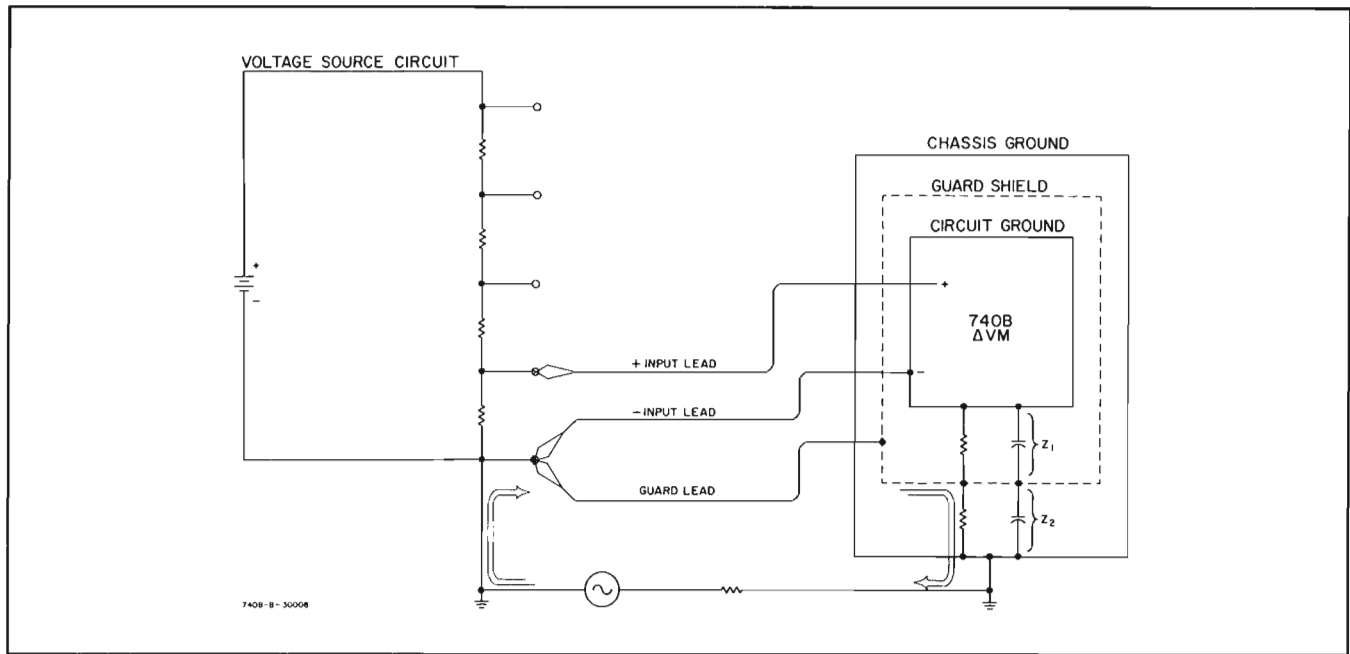 VOLTAGE SOURCE CIRCUIT
CHASSIS GROUND
GUARD SHIELD
CIRCUIT GROUND
+
+
740B
ΔVM
−
+ INPUT LEAD
−
− INPUT LEAD
Z1
GUARD LEAD
Z2
740B-B-30008